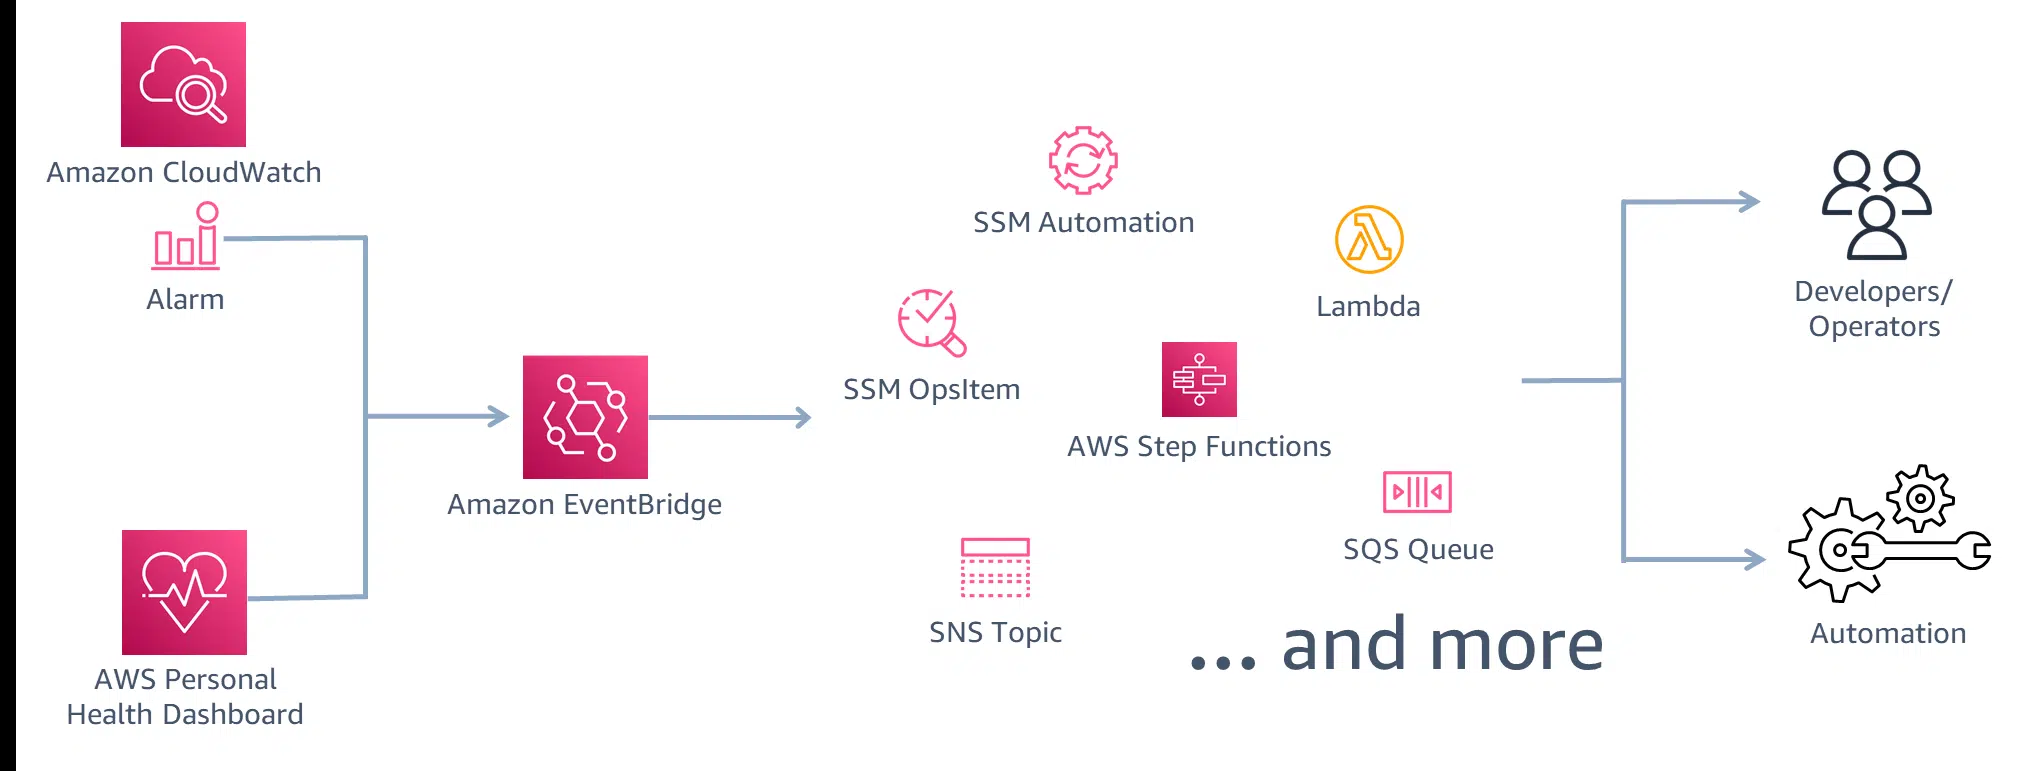 Amazon CloudWatch
Alarm
AWS Personal
Health Dashboard
Amazon EventBridge
SSM Automation
Lambda
SSM OpsItem
AWS Step Functions
SQS Queue
SNS Topic
... and more
Developers/
Operators
Automation